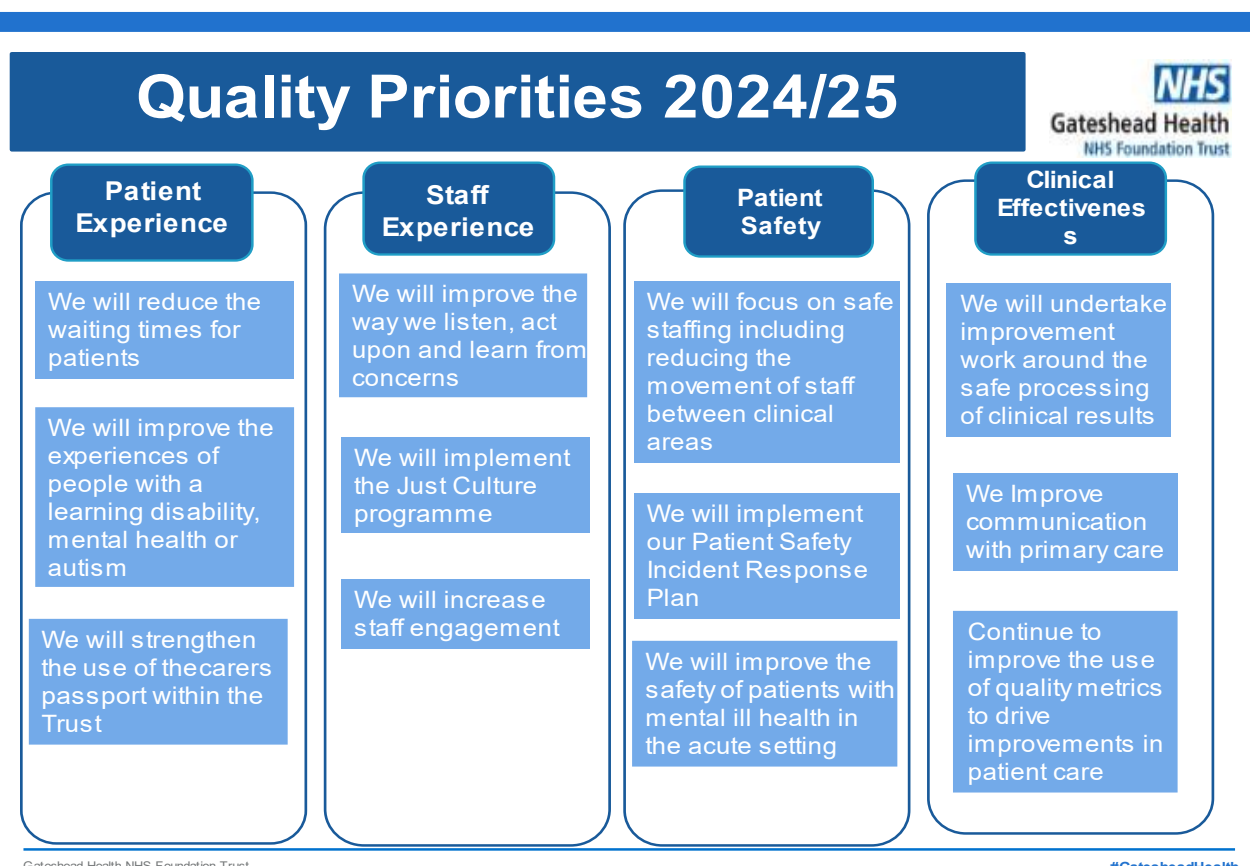 Quality Priorities 2024/25
NHS
Gateshead Health
NHS Foundation Trust
Patient
Experience
We will reduce the
waiting times for
patients
We will improve the
experiences of
people with a
learning disability,
mental health or
autism
We will strengthen
the use of thecarers
passport within the
Trust
Staff
Experience
We will improve the
way we listen, act
upon and learn from
concerns
We will implement
the Just Culture
programme
We will increase
staff engagement
Patient
Safety
We will focus on safe
staffing including
reducing the
movement of staff
between clinical
areas
We will implement
our Patient Safety
Incident Response
Plan
We will improve the
safety of patients with
mental ill health in
the acute setting
Clinical
Effectivenes
s
We will undertake
improvement
work around the
safe processing
of clinical results
We Improve
communication
with primary care
Continue to
improve the use
of quality metrics
to drive
improvements in
patient care
Gateshead Health NHS Foundation Trust
#GatesheadHealth